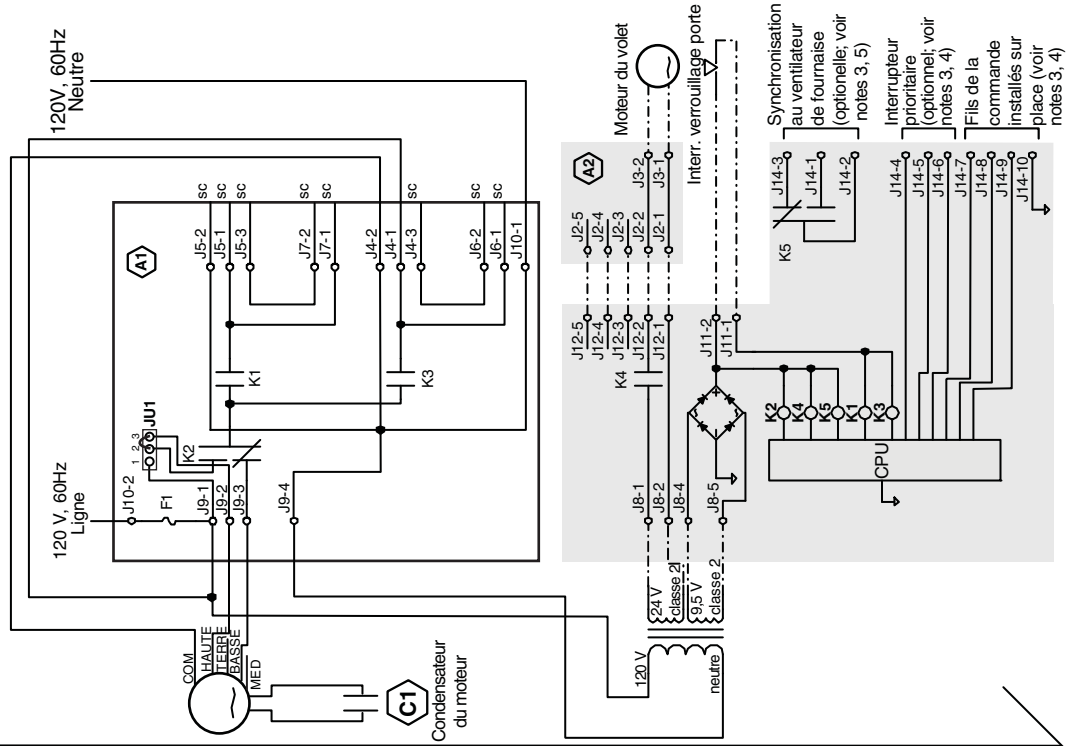 120V, 60Hz
Neutre
120 V, 60Hz
Ligne
A1
J10-2
F1
JU1
1
2
3
K2
J9-1
J9-2
J9-3
J9-4
K1
K3
J5-2
J5-1
J5-3
J7-2
J7-1
J4-2
J4-1
J4-3
J6-2
J6-1
J10-1
sc
sc
sc
sc
sc
sc
sc
sc
COM
HAUTE
TERRE
BASSE
MED
C1
Condensateur
du moteur
120 V
neutre
24 V
classe 2
9,5 V
classe 2
J8-1
J8-2
J8-4
J8-5
K4
J12-5
J12-4
J12-3
J12-2
J12-1
J2-5
J2-4
J2-3
J2-2
J2-1
A2
J3-2
J3-1
Moteur du volet
Interr. verrouillage porte
J11-2
J11-1
K2
K4
K5
K1
K3
CPU
K5
J14-3
J14-1
J14-2
J14-4
J14-5
J14-6
J14-7
J14-8
J14-9
J14-10
Synchronisation
au ventilateur
de fournaise
(optionelle; voir
notes 3, 5)
Interrupteur
prioritaire
(optionnel; voir
notes 3, 4)
Fils de la
commande
installés sur
place (voir
notes 3, 4)